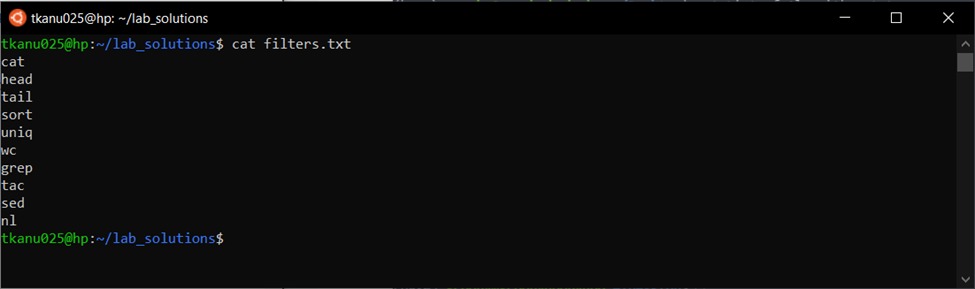 tkanu025@hp: ~/lab_solutions
tkanu025@hp:~/lab_solutions$ cat filters.txt
cat
head
tail
sort
uniq
wc
grep
tac
sed
nl
tkanu025@hp:~/lab_solutions$